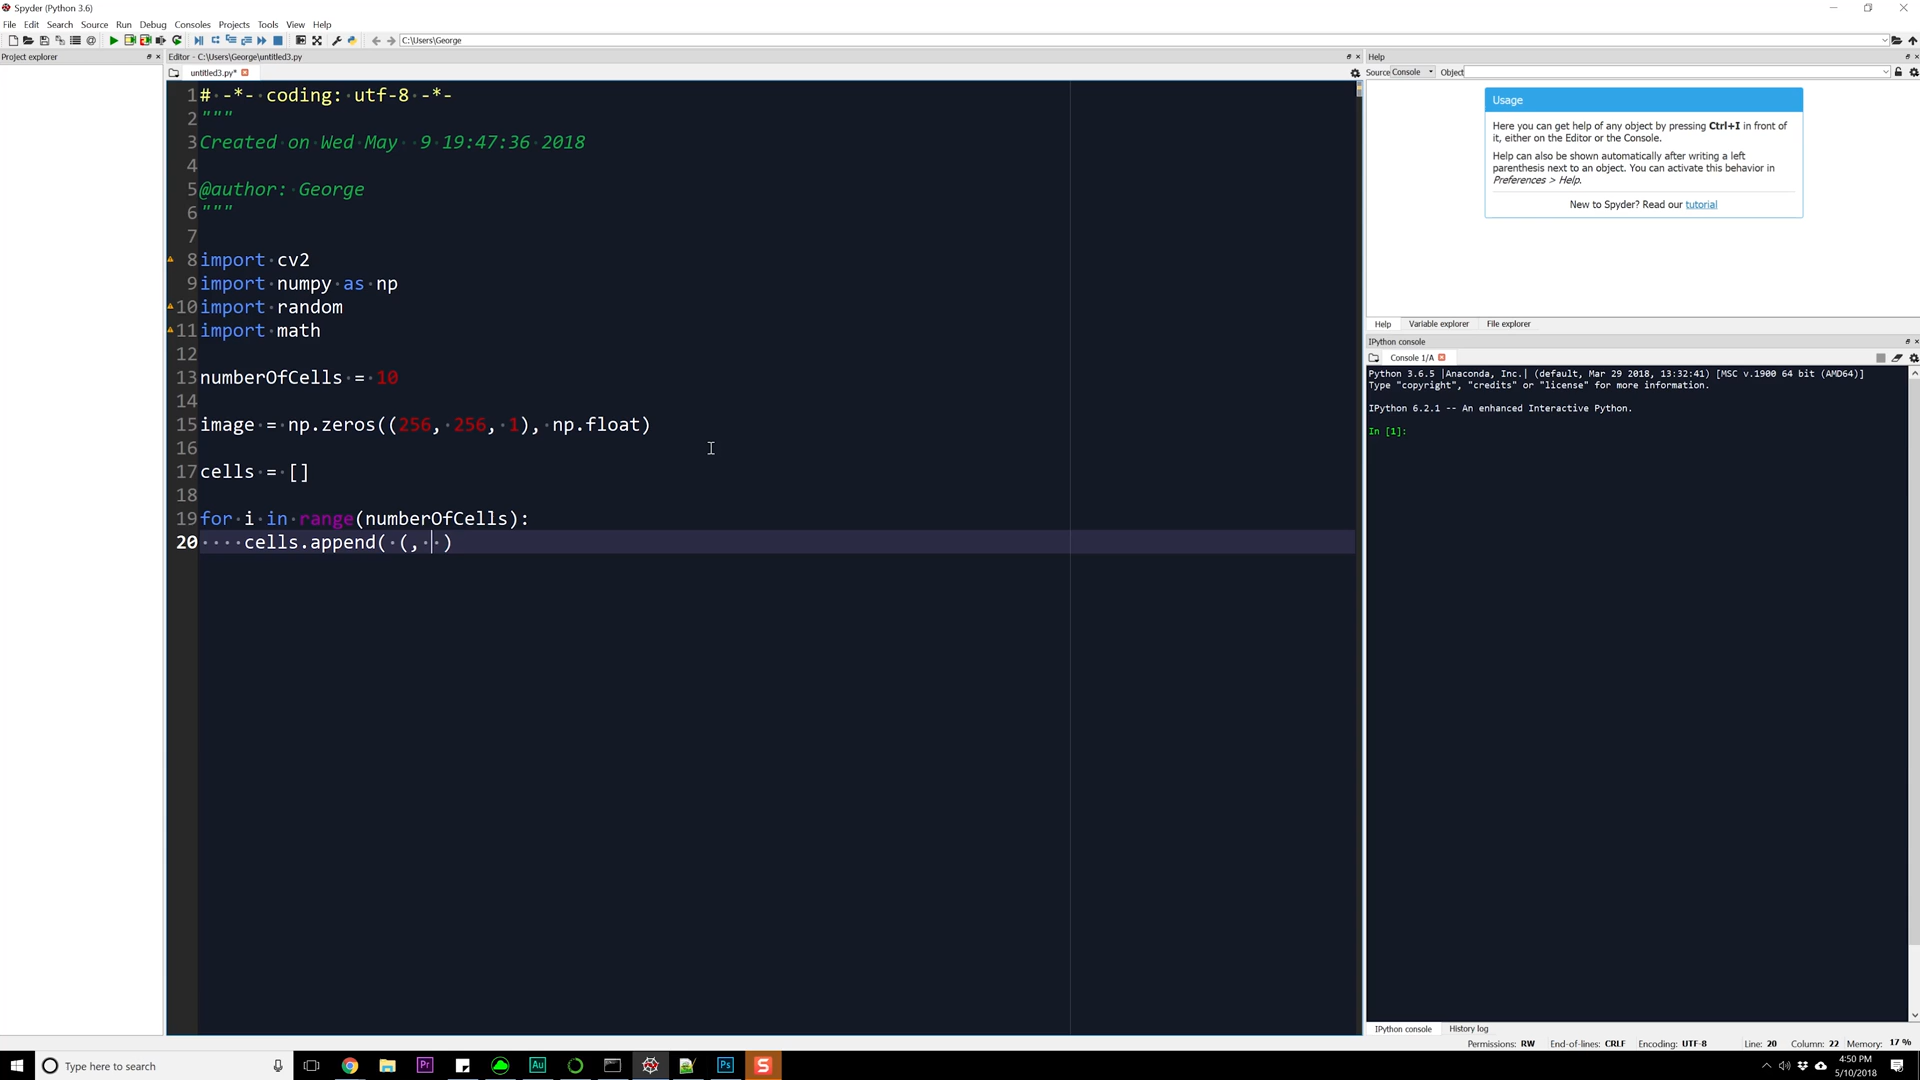 Spyder (Python 3.6)
File Edit Search Source Run Debug Consoles Projects Tools View Help
C:\Users\George
Project explorer
Editor - C:\Users\George\untitled3.py
untitled3.py*
1 # -*- coding: utf-8 -*-
2 """
3 Created on Wed May  9 19:47:36 2018
4
5 @author: George
6 """
7
8 import cv2
9 import numpy as np
10 import random
11 import math
12
13 numberOfCells = 10
14
15 image = np.zeros((256, 256, 1), np.float)
16
17 cells = []
18
19 for i in range(numberOfCells):
20     cells.append( (,  )
Help
Source Console Object
Usage
Here you can get help of any object by pressing Ctrl+I in front of
it, either on the Editor or the Console.
Help can also be shown automatically after writing a left
parenthesis next to an object. You can activate this behavior in
Preferences > Help.
New to Spyder? Read our tutorial
Help Variable explorer File explorer
IPython console
Console 1/A
Python 3.6.5 |Anaconda, Inc.| (default, Mar 29 2018, 13:32:41) [MSC v.1900 64 bit (AMD64)]
Type "copyright", "credits" or "license" for more information.
IPython 6.2.1 -- An enhanced Interactive Python.
In [1]:
IPython console History log
Permissions: RW End-of-lines: CRLF Encoding: UTF-8 Line: 20 Column: 22 Memory: 17 %
Type here to search
Pr
Au
Ps
S
4:50 PM
5/10/2018